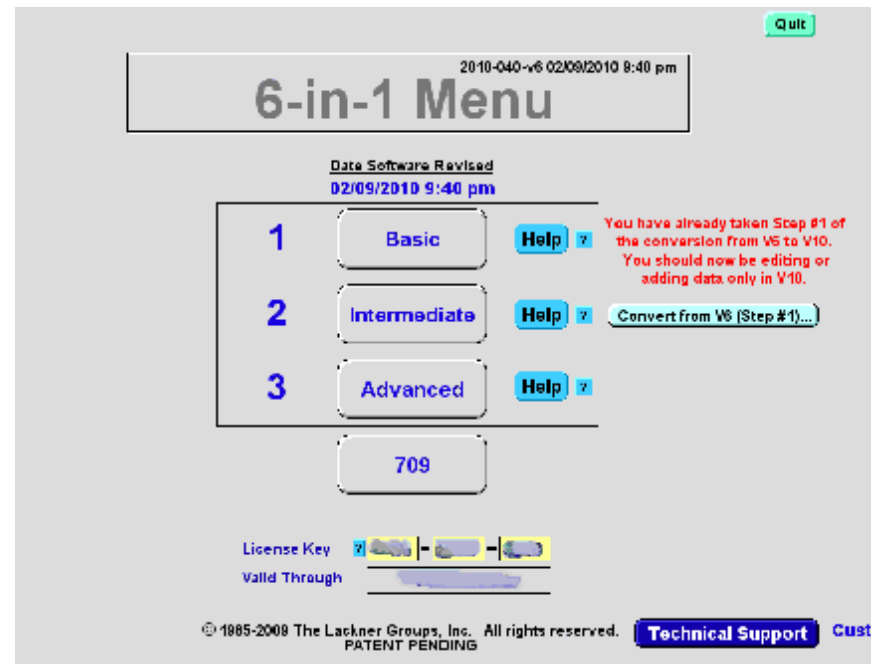 Quit
2010-040-v6 02/09/2010 9:40 pm
6-in-1 Menu
Date Software Revised
02/09/2010 9:40 pm
1 Basic Help ?
You have already taken Step #1 of
the conversion from V6 to V10.
You should now be editing or
adding data only in V10.
2 Intermediate Help ? Convert from V6 (Step #1)...
3 Advanced Help ?
709
License Key ? - -
Valid Through
© 1985-2009 The Lackner Groups, Inc. All rights reserved.
PATENT PENDING
Technical Support Cust